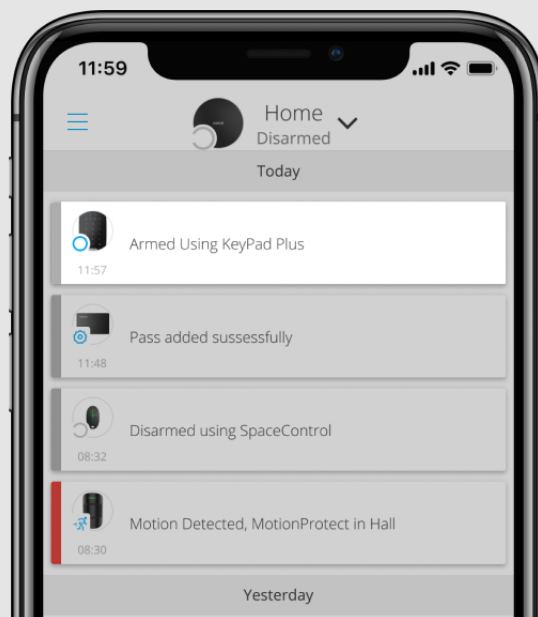 11:59
Home
Disarmed
Today
Armed Using KeyPad Plus
11:57
Pass added sussessfully
11:48
Disarmed using SpaceControl
08:32
Motion Detected, MotionProtect in Hall
08:30
Yesterday